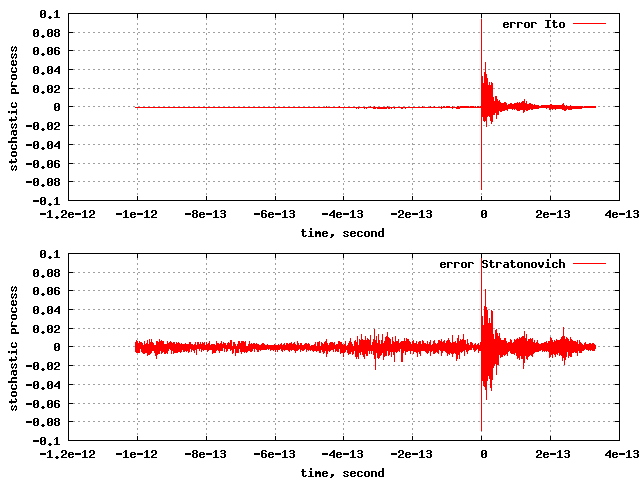 0.1
error Ito
0.08
0.06
0.04
0.02
0
-0.02
-0.04
-0.06
-0.08
-0.1
stochastic process
-1.2e-12 -1e-12 -8e-13 -6e-13 -4e-13 -2e-13 0 2e-13 4e-13
time, second
0.1
error Stratonovich
0.08
0.06
0.04
0.02
0
-0.02
-0.04
-0.06
-0.08
-0.1
stochastic process
-1.2e-12 -1e-12 -8e-13 -6e-13 -4e-13 -2e-13 0 2e-13 4e-13
time, second